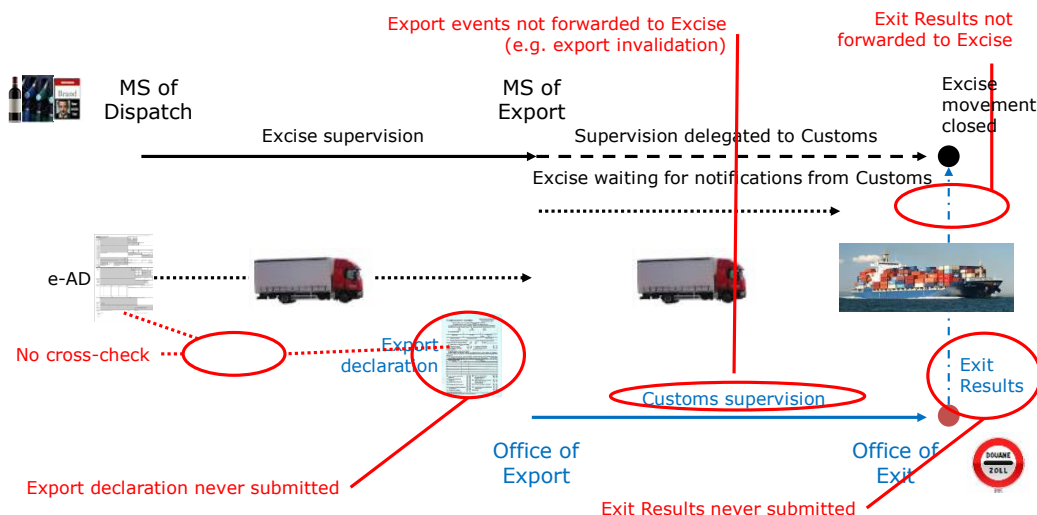 Export events not forwarded to Excise
(e.g. export invalidation)
Exit Results not
forwarded to Excise
Brand
MS of
Dispatch
MS of
Export
Excise
movement
closed
Excise supervision
Supervision delegated to Customs
Excise waiting for notifications from Customs
e-AD
No cross-check
Export
declaration
Customs supervision
Exit
Results
Office of
Export
Office of
Exit
DOUANE
ZOLL
Export declaration never submitted
Exit Results never submitted